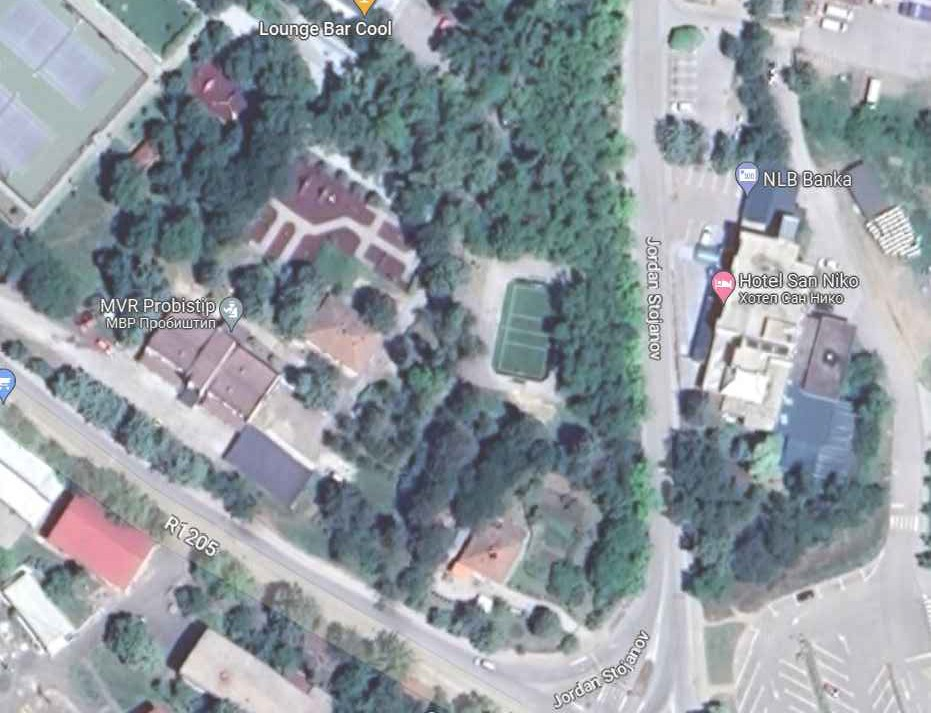 Lounge Bar Cool
NLB Banka
Jordan Stojanov
Hotel San Niko
Хотел Сан Нико
MVR Probistip
МВР Пробиштип
R1205
Jordan Stojanov